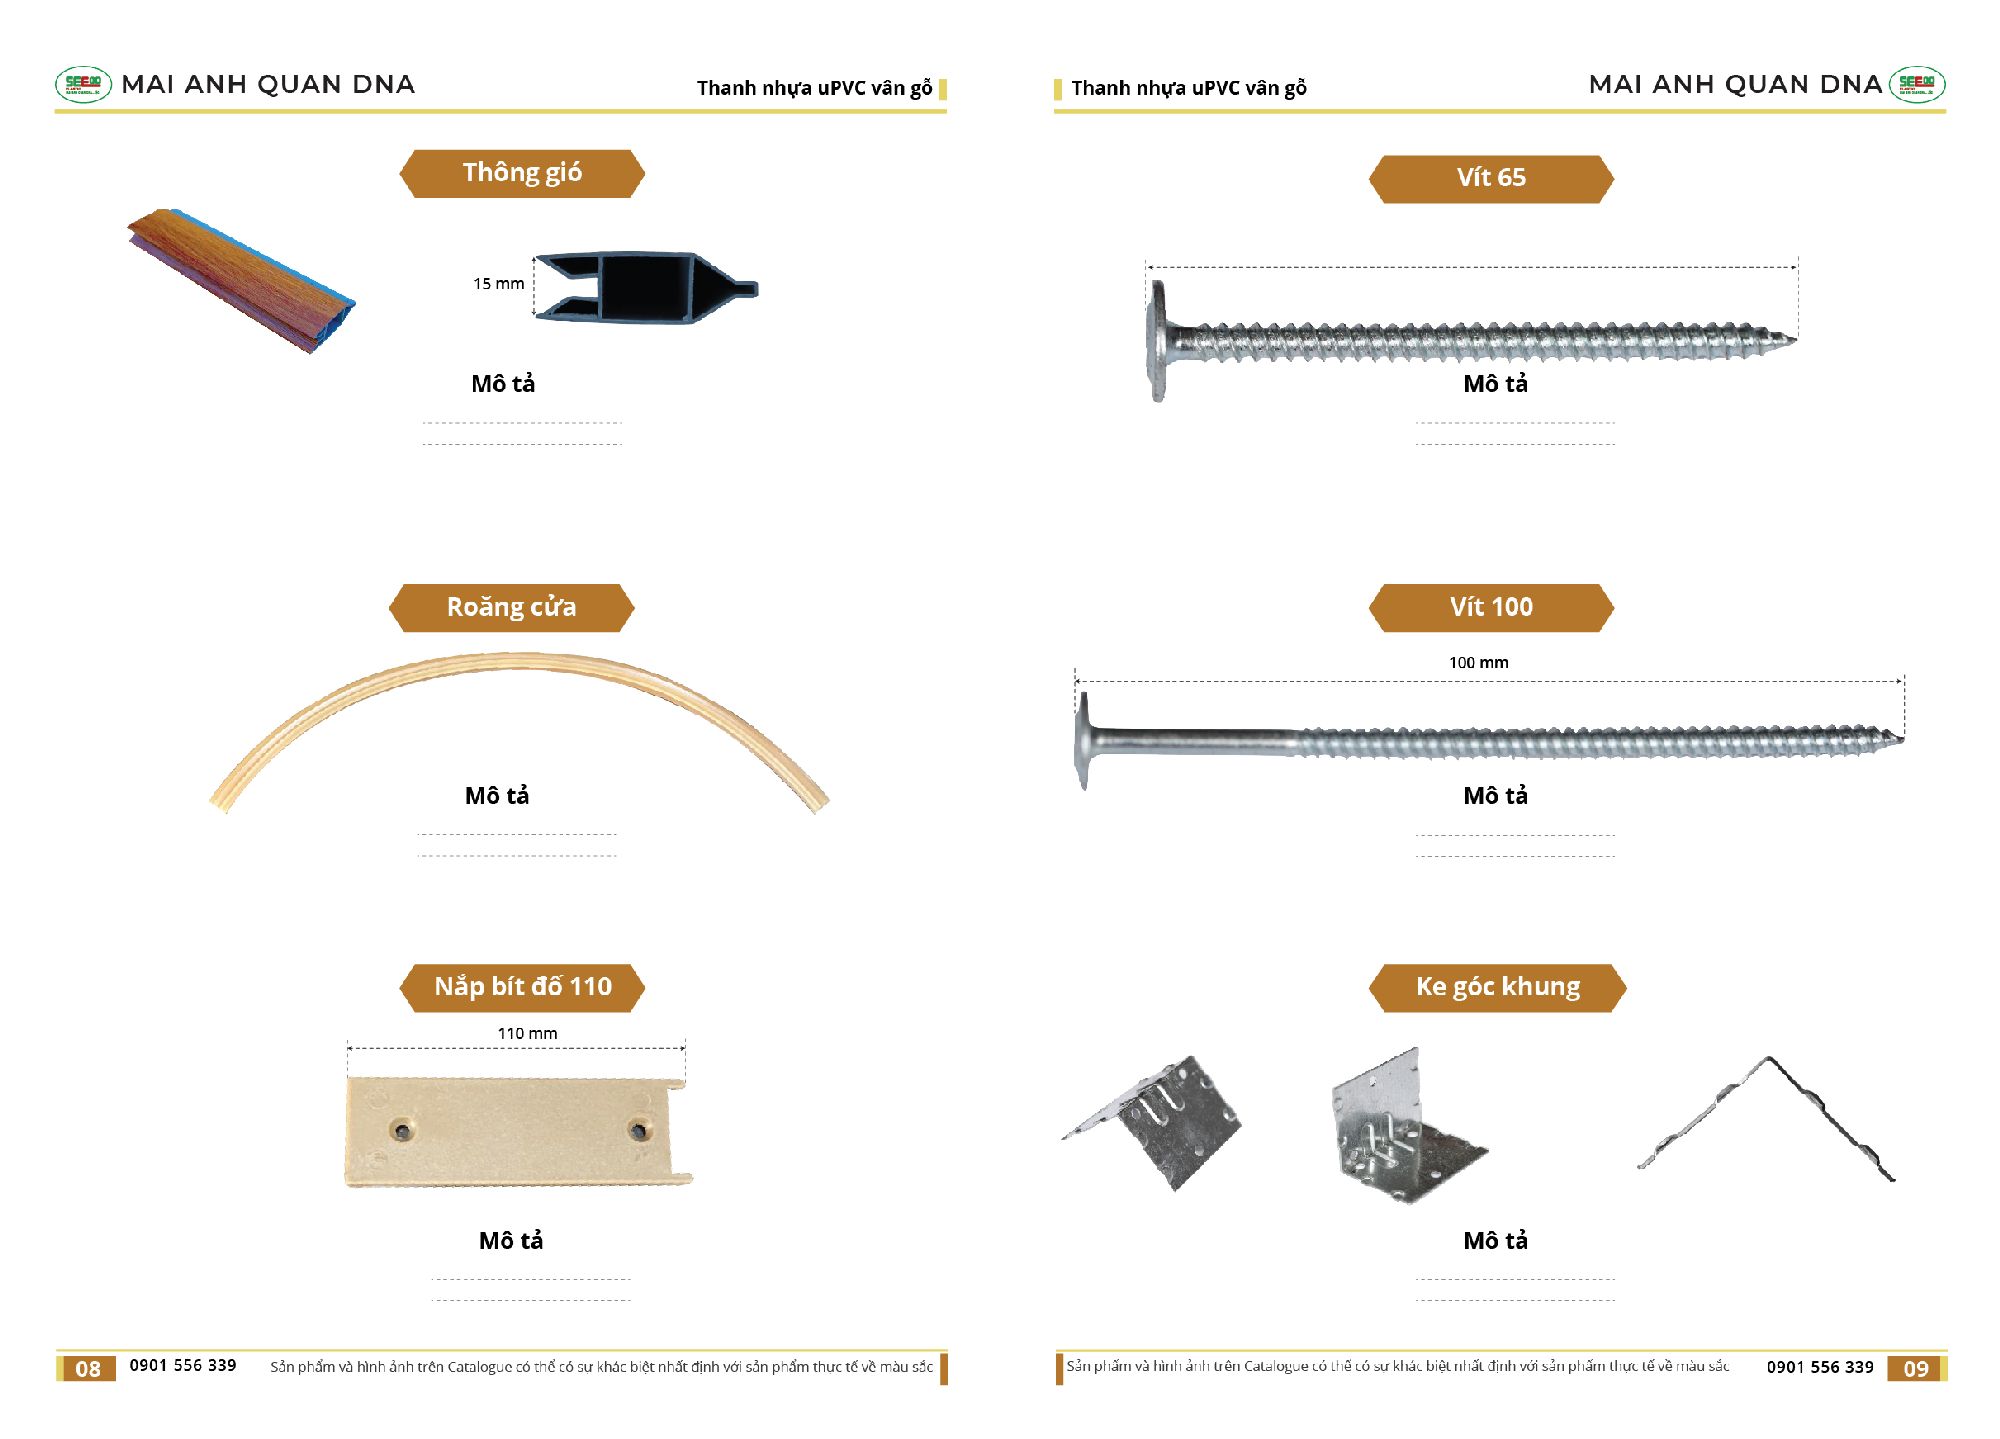 SEE
MAI ANH QUAN DNA
Thanh nhựa uPVC vân gỗ
Thông gió
15 mm
Mô tả
Roăng cửa
Mô tả
Nắp bít đố 110
110 mm
Mô tả
08
0901 556 339
Sản phẩm và hình ảnh trên Catalogue có thể có sự khác biệt nhất định với sản phẩm thực tế về màu sắc
Thanh nhựa uPVC vân gỗ
MAI ANH QUAN DNA
SEE
Vít 65
Mô tả
Vít 100
100 mm
Mô tả
Ke góc khung
Mô tả
Sản phẩm và hình ảnh trên Catalogue có thể có sự khác biệt nhất định với sản phẩm thực tế về màu sắc
0901 556 339
09